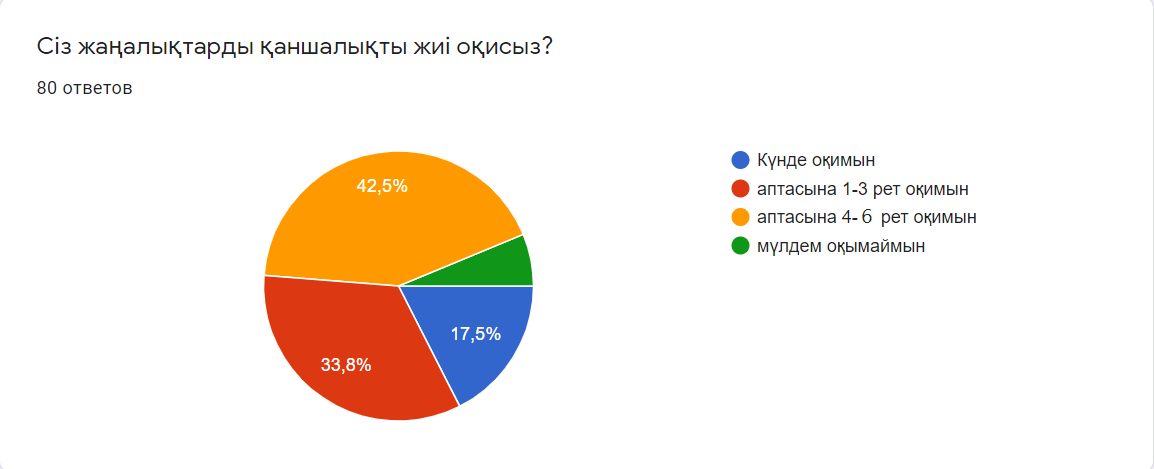 Сіз жаңалықтарды қаншалықты жиі оқисыз?
80 ответов
42,5%
17,5%
33,8%
Күнде оқимын
аптасына 1-3 рет оқимын
аптасына 4- 6 рет оқимын
мүлдем оқымаймын